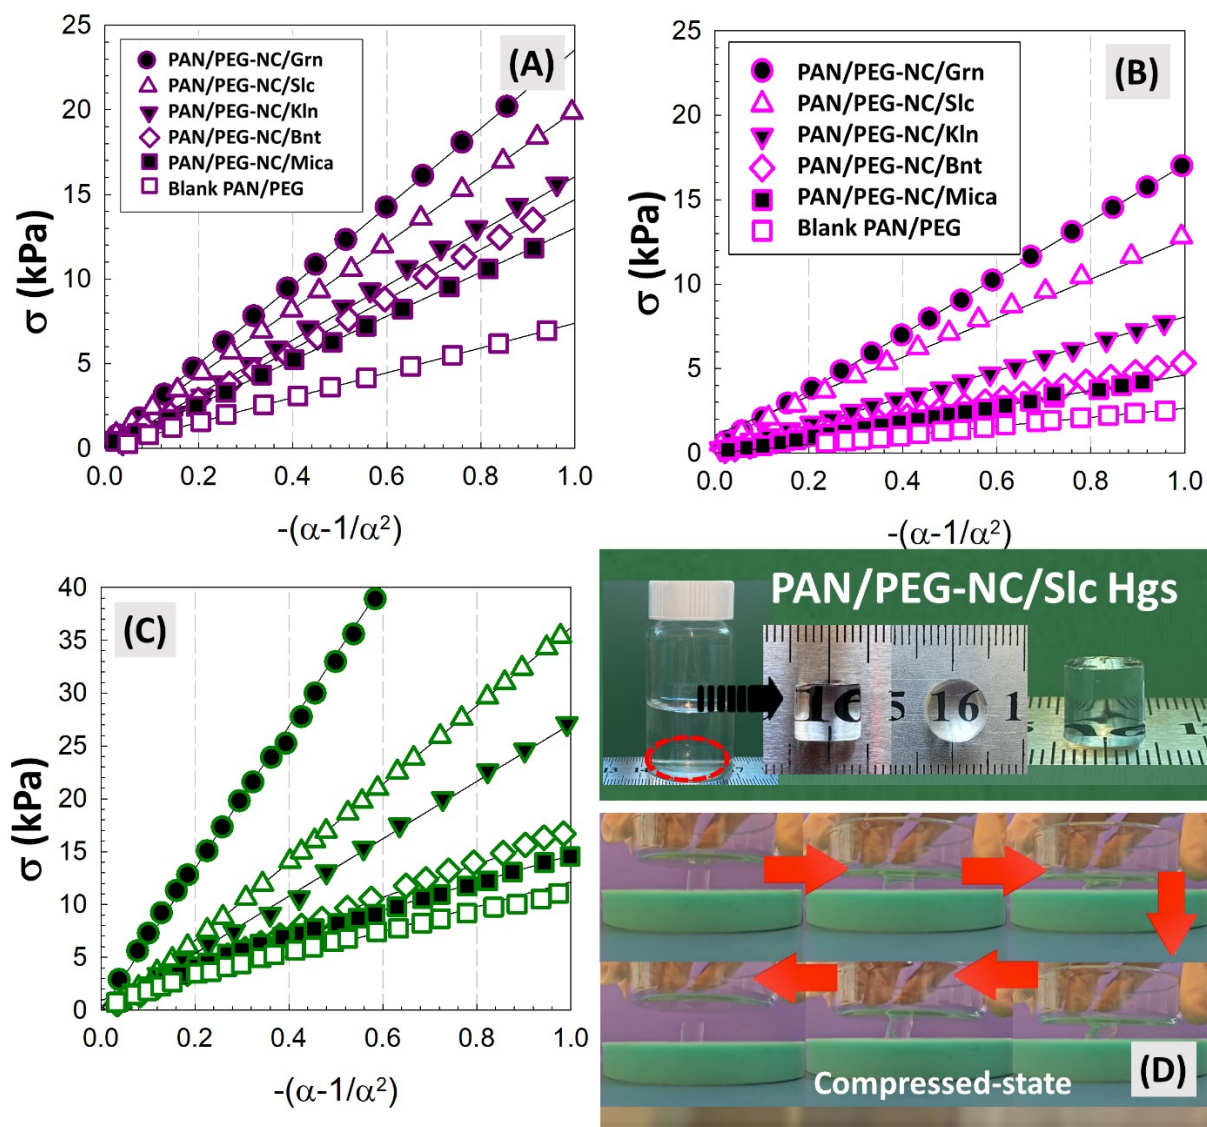 25
20
15
10
5
0
σ (kPa)
PAN/PEG-NC/Grn
PAN/PEG-NC/Slc
PAN/PEG-NC/Kln
PAN/PEG-NC/Bnt
PAN/PEG-NC/Mica
Blank PAN/PEG
(A)
0.0 0.2 0.4 0.6 0.8 1.0
-(α-1/α²)
25
20
15
10
5
0
σ (kPa)
PAN/PEG-NC/Grn
PAN/PEG-NC/Slc
PAN/PEG-NC/Kln
PAN/PEG-NC/Bnt
PAN/PEG-NC/Mica
Blank PAN/PEG
(B)
0.0 0.2 0.4 0.6 0.8 1.0
-(α-1/α²)
40
35
30
25
20
15
10
5
0
σ (kPa)
(C)
0.0 0.2 0.4 0.6 0.8 1.0
-(α-1/α²)
PAN/PEG-NC/Slc Hgs
16
5 16 1
Compressed-state
(D)